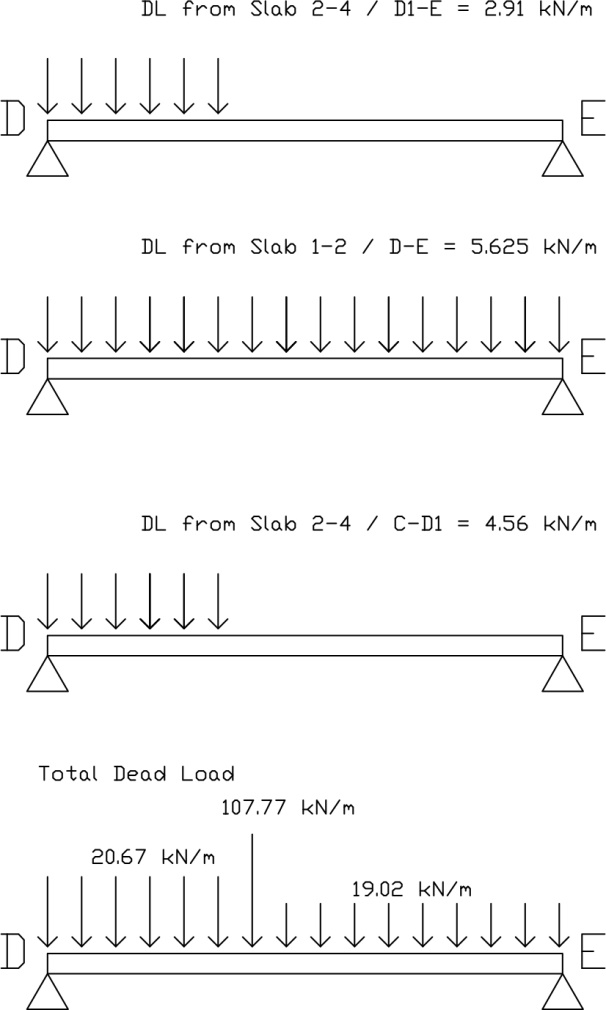 DL from Slab 2-4 / D1-E = 2.91 kN/m
D E
DL from Slab 1-2 / D-E = 5.625 kN/m
D E
DL from Slab 2-4 / C-D1 = 4.56 kN/m
D E
Total Dead Load
107.77 kN/m
20.67 kN/m
19.02 kN/m
D E